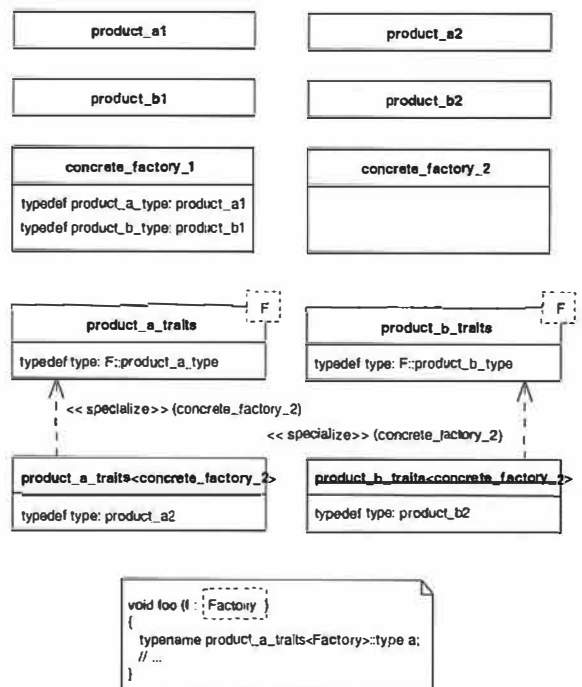 product_a1
product_a2
product_b1
product_b2
concrete_factory_1
typedef product_a_type: product_a1
typedef product_b_type: product_b1
concrete_factory_2
F
product_a_traits
typedef type: F::product_a_type
F
product_b_traits
typedef type: F::product_b_type
<< specialize>> (concrete_factory_2)
<< specialize>> (concrete_factory_2)
product_a_traits<concrete_factory_2>
typedef type: product_a2
product_b_traits<concrete_factory_2>
typedef type: product_b2
void foo (f : Factory )
{
typename product_a_traits<Factory>::type a;
// ...
}